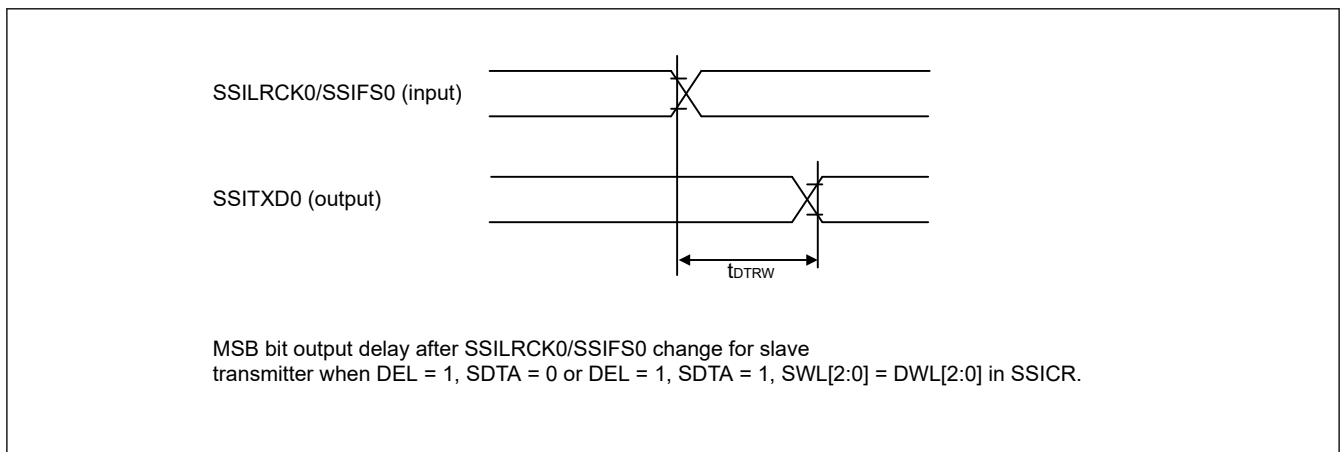 SSILRCK0/SSIFS0 (input)
SSITXD0 (output)
tDTRW
MSB bit output delay after SSILRCK0/SSIFS0 change for slave
transmitter when DEL = 1, SDTA = 0 or DEL = 1, SDTA = 1, SWL[2:0] = DWL[2:0] in SSICR.